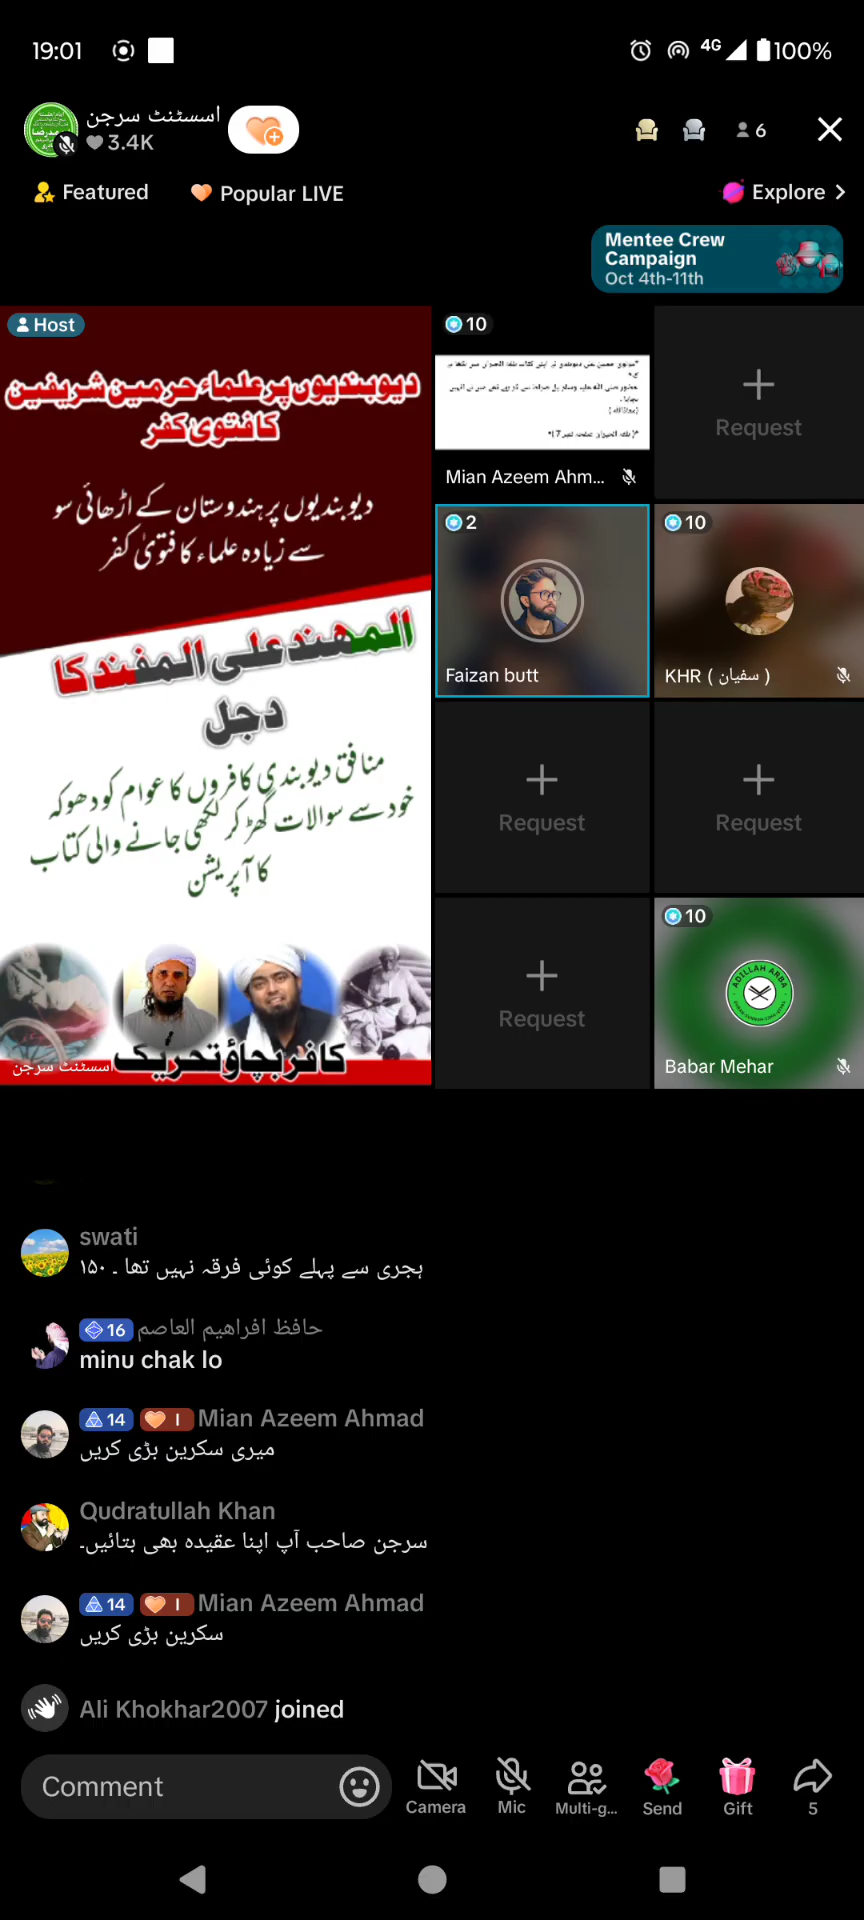 19:01
4G
100%
اسسٹنٹ سرجن
3.4K
6
Featured
Popular LIVE
Explore
Mentee Crew
Campaign
Oct 4th-11th
Host
دیوبندیوں پر علماء حرمین شریفین
کا فتویٰ کفر
دیوبندیوں پر ہندوستان کے اڑھائی سو
سے زیادہ علماء کا فتویٰ کفر
المہند علی المفند کا
دجل
منافق دیوبندی کافروں کا عوام کو دھوکہ
خود سے سوالات گھڑ کر لکھی جانے والی کتاب
کا آپریشن
کافر بچاؤ تحریک
اسسٹنٹ سرجن
10
Mian Azeem Ahm...
Request
2
Faizan butt
10
KHR ( سفیان )
Request
Request
Request
10
ADILLAH ARBA
Babar Mehar
swati
۱۵۰ ہجری سے پہلے کوئی فرقہ نہیں تھا ۔
16 حافظ افراهيم العاصم
minu chak lo
14 I Mian Azeem Ahmad
میری سکرین بڑی کریں
Qudratullah Khan
سرجن صاحب آپ اپنا عقیدہ بھی بتائیں۔
14 I Mian Azeem Ahmad
سکرین بڑی کریں
Ali Khokhar2007 joined
Comment
Camera
Mic
Multi-g...
Send
Gift
5